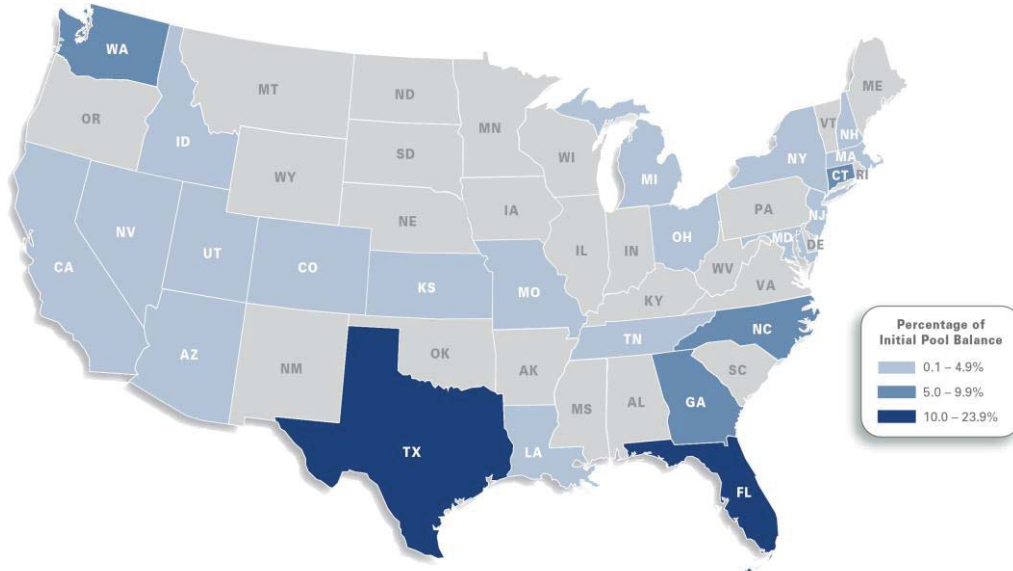 WA
MT
ND
MN
ME
OR
ID
SD
WI
VT
NH
NY
MA
MI
CT
RI
WY
IA
NE
PA
NJ
NV
UT
CO
IL
IN
OH
MD
DE
CA
KS
MO
WV
VA
KY
AZ
NM
OK
AK
TN
NC
SC
MS
AL
GA
TX
LA
FL
Percentage of
Initial Pool Balance
0.1 – 4.9%
5.0 – 9.9%
10.0 – 23.9%